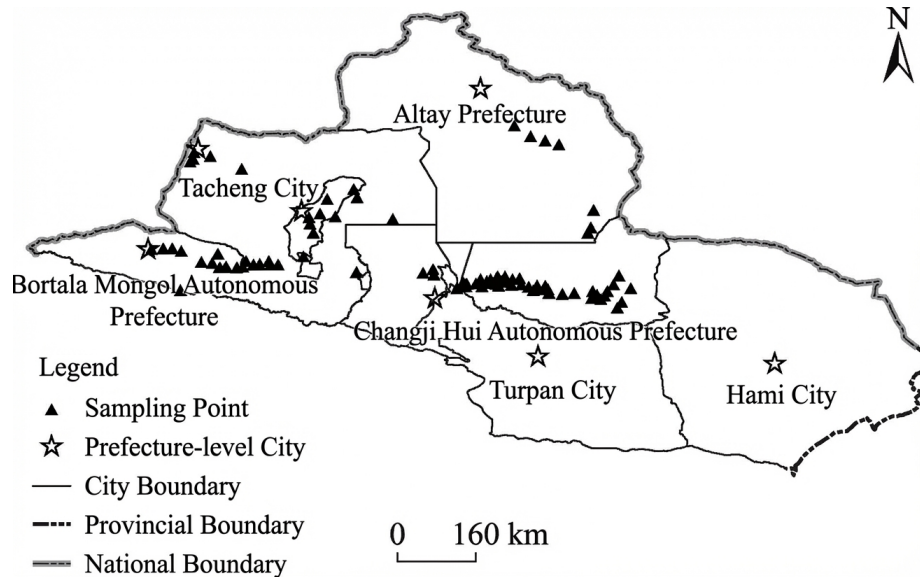 N
Altay Prefecture
Tacheng City
Bortala Mongol Autonomous
Prefecture
Changji Hui Autonomous Prefecture
Turpan City
Hami City
Legend
Sampling Point
Prefecture-level City
City Boundary
Provincial Boundary
National Boundary
0 160 km